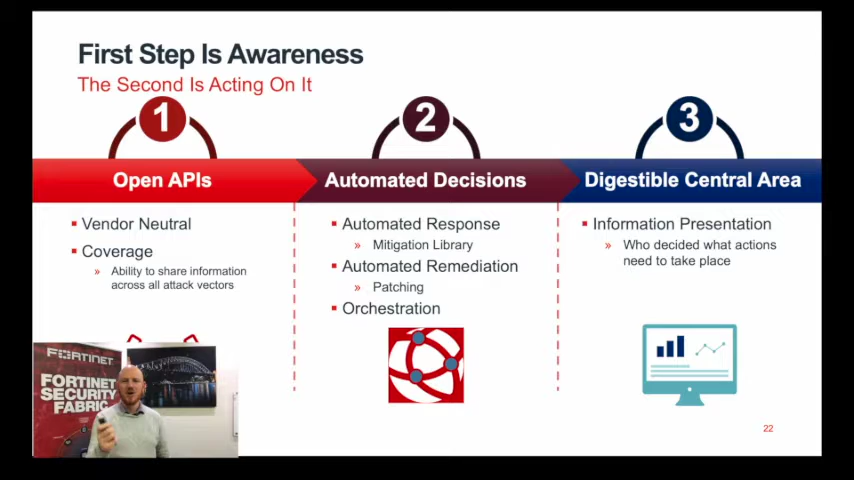 First Step Is Awareness
The Second Is Acting On It
1
2
3
Open APIs
Automated Decisions
Digestible Central Area
▪ Vendor Neutral
▪ Coverage
» Ability to share information
across all attack vectors
▪ Automated Response
» Mitigation Library
▪ Automated Remediation
» Patching
▪ Orchestration
▪ Information Presentation
» Who decided what actions
need to take place
FORTINET
FORTINET
SECURITY
FABRIC
22